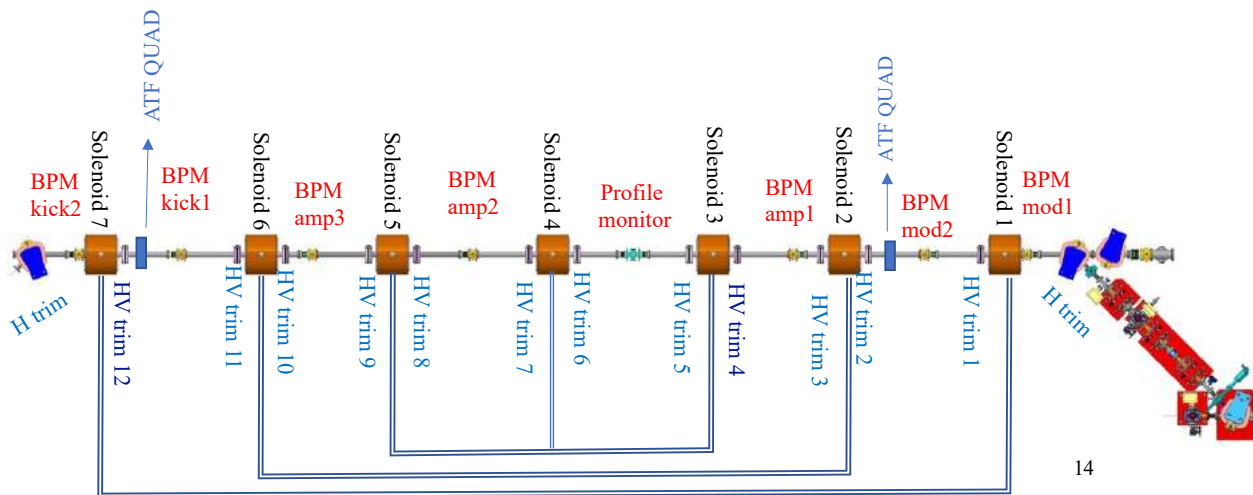 ATF QUAD
ATF QUAD
Solenoid 7
Solenoid 6
Solenoid 5
Solenoid 4
Solenoid 3
Solenoid 2
Solenoid 1
BPM
kick2
BPM
kick1
BPM
amp3
BPM
amp2
Profile
monitor
BPM
amp1
BPM
mod2
BPM
mod1
H trim
HV trim 12
HV trim 11
HV trim 10
HV trim 9
HV trim 8
HV trim 7
HV trim 6
HV trim 5
HV trim 4
HV trim 3
HV trim 2
HV trim 1
H trim
14